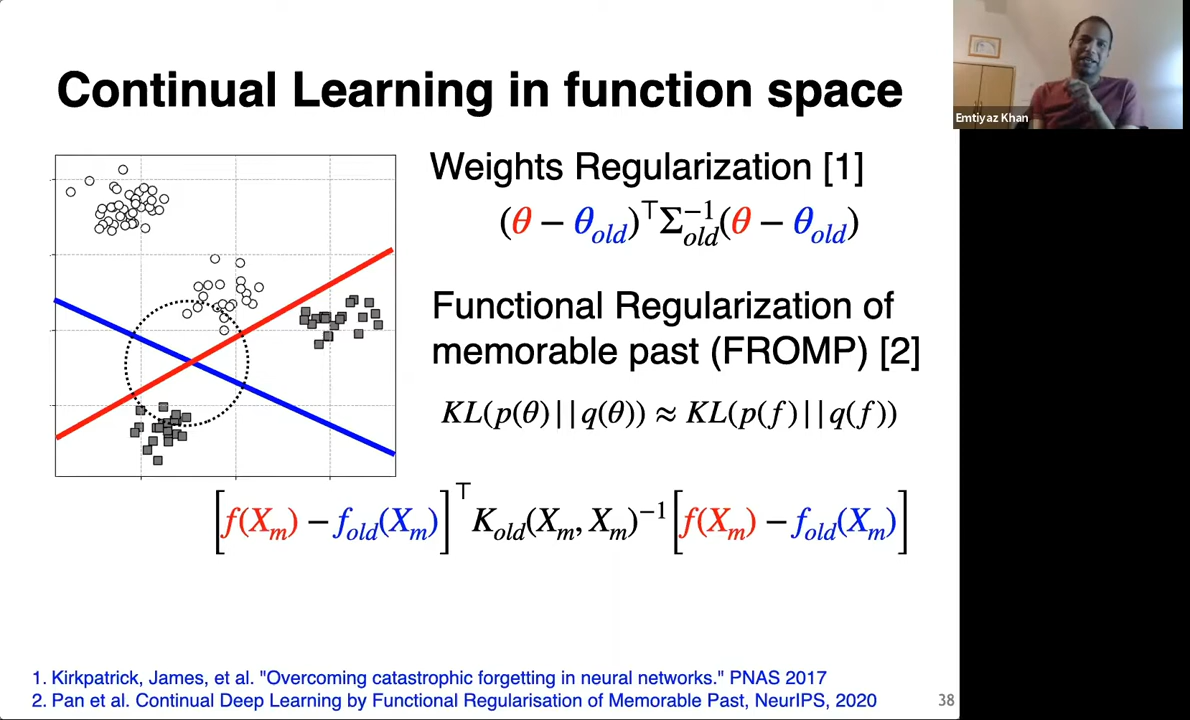 Continual Learning in function space
Emtiyaz Khan
Weights Regularization [1]
(θ − θ_old)^⊤ Σ_old^−1 (θ − θ_old)
Functional Regularization of
memorable past (FROMP) [2]
KL(p(θ)||q(θ)) ≈ KL(p(f)||q(f))
[f(X_m) − f_old(X_m)]^⊤ K_old(X_m, X_m)^−1 [f(X_m) − f_old(X_m)]
1. Kirkpatrick, James, et al. "Overcoming catastrophic forgetting in neural networks." PNAS 2017
2. Pan et al. Continual Deep Learning by Functional Regularisation of Memorable Past, NeurIPS, 2020
38